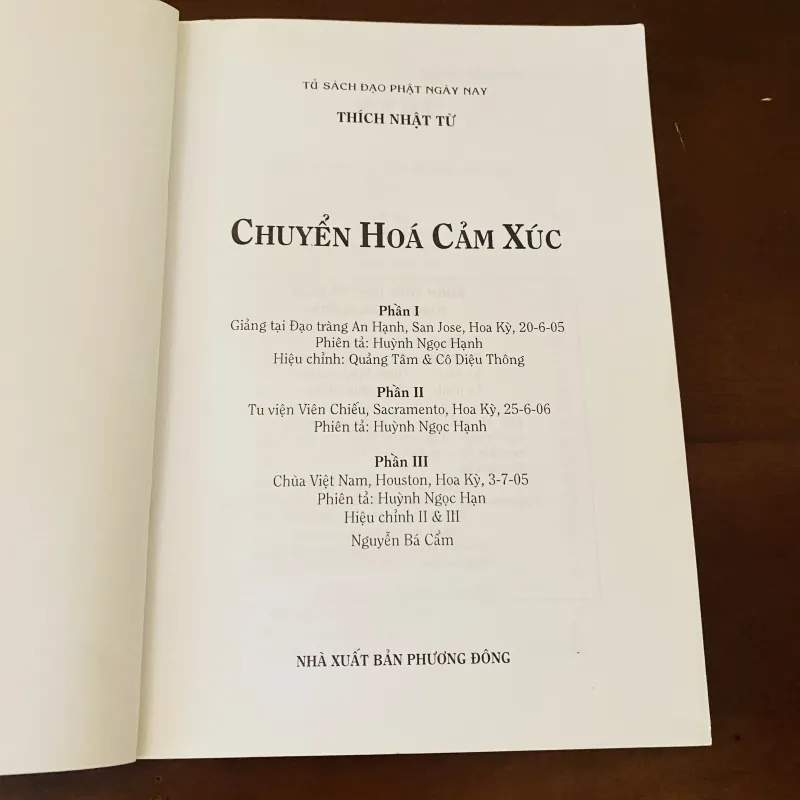 TỦ SÁCH ĐẠO PHẬT NGÀY NAY
THÍCH NHẬT TỪ
CHUYỂN HOÁ CẢM XÚC
Phần I
Giảng tại Đạo tràng An Hạnh, San Jose, Hoa Kỳ, 20-6-05
Phiên tả: Huỳnh Ngọc Hạnh
Hiệu chỉnh: Quảng Tâm & Cô Diệu Thông
Phần II
Tu viện Viên Chiếu, Sacramento, Hoa Kỳ, 25-6-06
Phiên tả: Huỳnh Ngọc Hạnh
Phần III
Chùa Việt Nam, Houston, Hoa Kỳ, 3-7-05
Phiên tả: Huỳnh Ngọc Hạn
Hiệu chỉnh II & III
Nguyễn Bá Cẩm
NHÀ XUẤT BẢN PHƯƠNG ĐÔNG